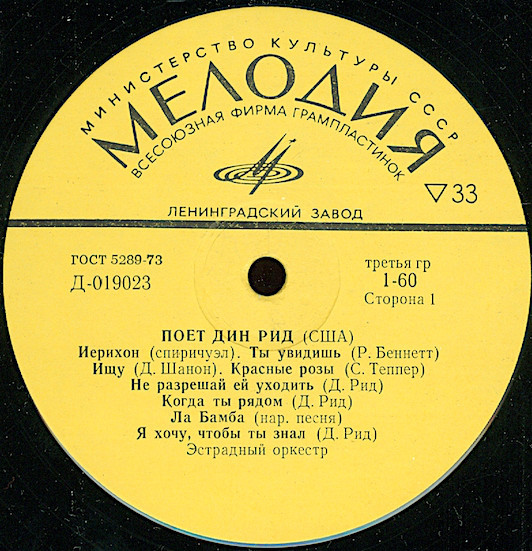 МИНИСТЕРСТВО КУЛЬТУРЫ СССР
МЕЛОДИЯ
ВСЕСОЮЗНАЯ ФИРМА ГРАМПЛАСТИНОК
▽33
ЛЕНИНГРАДСКИЙ ЗАВОД
ГОСТ 5289-73
Д-019023
третья гр
1-60
Сторона 1
ПОЕТ ДИН РИД (США)
Иерихон (спиричуэл). Ты увидишь (Р. Беннетт)
Ищу (Д. Шанон). Красные розы (С. Теппер)
Не разрешай ей уходить (Д. Рид)
Когда ты рядом (Д. Рид)
Ла Бамба (нар. песня)
Я хочу, чтобы ты знал (Д. Рид)
Эстрадный оркестр